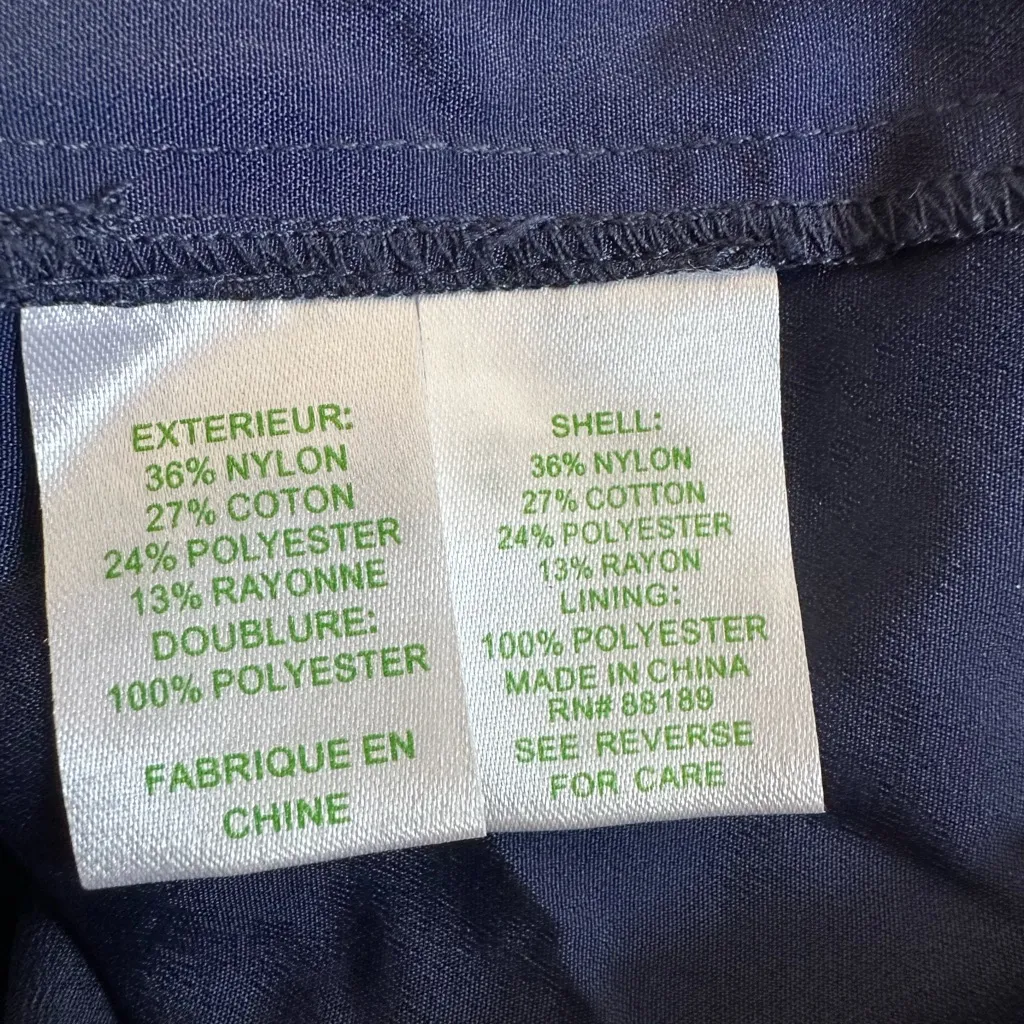 EXTERIEUR:
36% NYLON
27% COTON
24% POLYESTER
13% RAYONNE
DOUBLURE:
100% POLYESTER
FABRIQUE EN
CHINE
SHELL:
36% NYLON
27% COTTON
24% POLYESTER
13% RAYON
LINING:
100% POLYESTER
MADE IN CHINA
RN# 88189
SEE REVERSE
FOR CARE